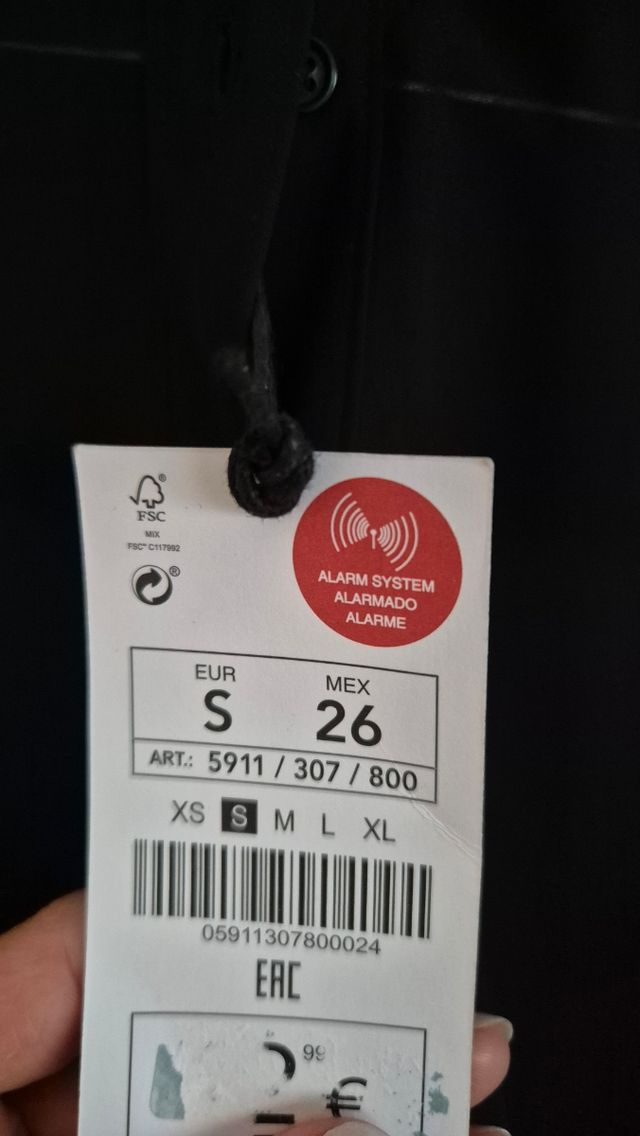 FSC®
MIX
FSC™ C117992
®
ALARM SYSTEM
ALARMADO
ALARME
EUR MEX
S 26
ART.: 5911 / 307 / 800
XS S M L XL
05911307800024
EAC
99
€